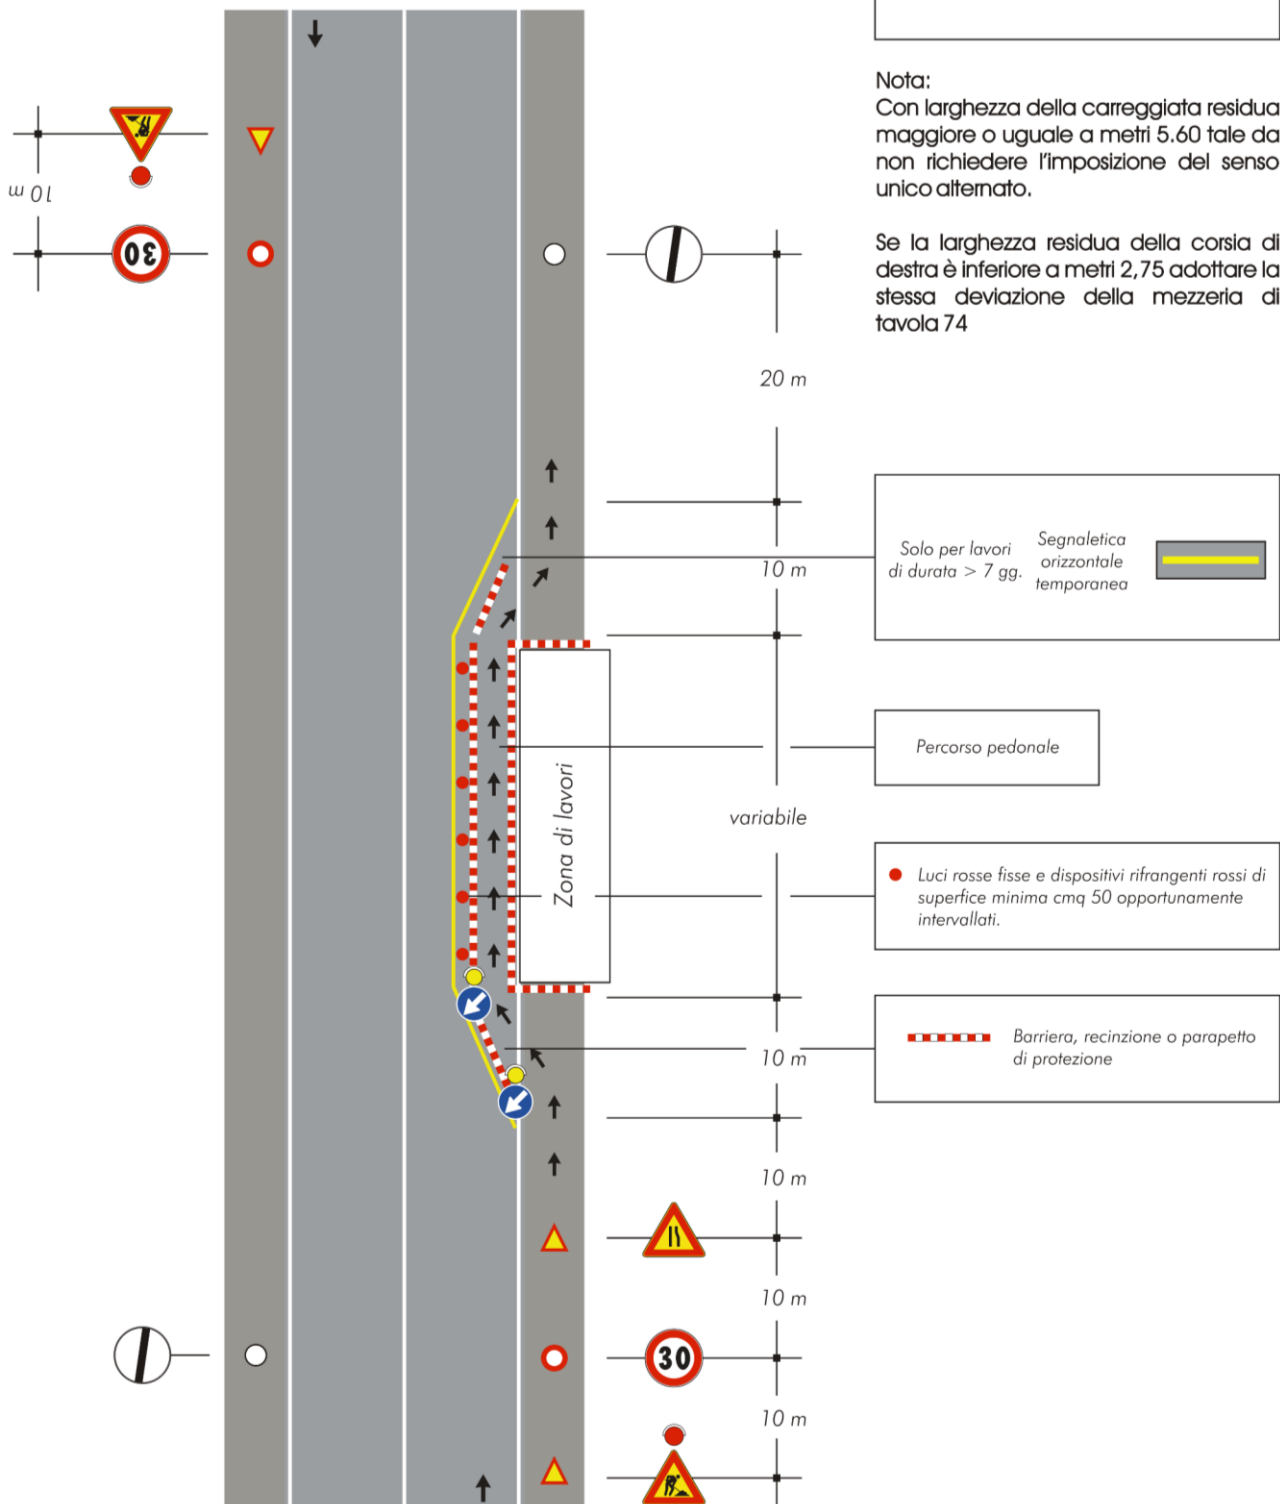 Nota:
Con larghezza della carreggiata residua
maggiore o uguale a metri 5.60 tale da
non richiedere l'imposizione del senso
unico alternato.
Se la larghezza residua della corsia di
destra è inferiore a metri 2,75 adottare la
stessa deviazione della mezzeria di
tavola 74
10 m
30
20 m
10 m
Solo per lavori
di durata > 7 gg.
Segnaletica
orizzontale
temporanea
Percorso pedonale
Zona di lavori
variabile
Luci rosse fisse e dispositivi rifrangenti rossi di
superfice minima cmq 50 opportunamente
intervallati.
Barriera, recinzione o parapetto
di protezione
10 m
10 m
10 m
30
10 m